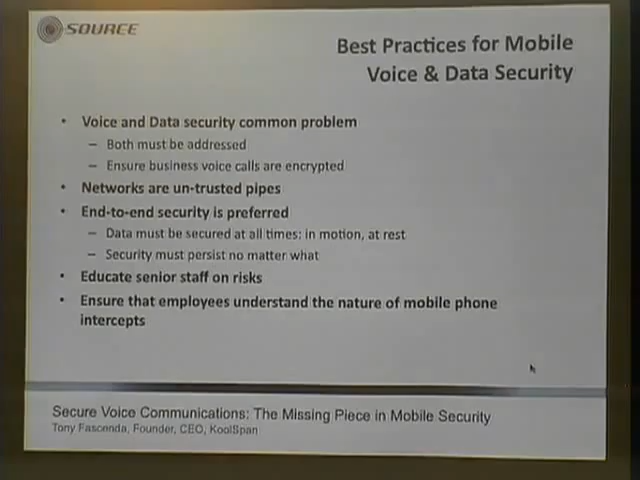 SOURCE
Best Practices for Mobile
Voice & Data Security
• Voice and Data security common problem
– Both must be addressed
– Ensure business voice calls are encrypted
• Networks are un-trusted pipes
• End-to-end security is preferred
– Data must be secured at all times: in motion, at rest
– Security must persist no matter what
• Educate senior staff on risks
• Ensure that employees understand the nature of mobile phone
intercepts
Secure Voice Communications: The Missing Piece in Mobile Security
Tony Fascenda, Founder, CEO, KoolSpan